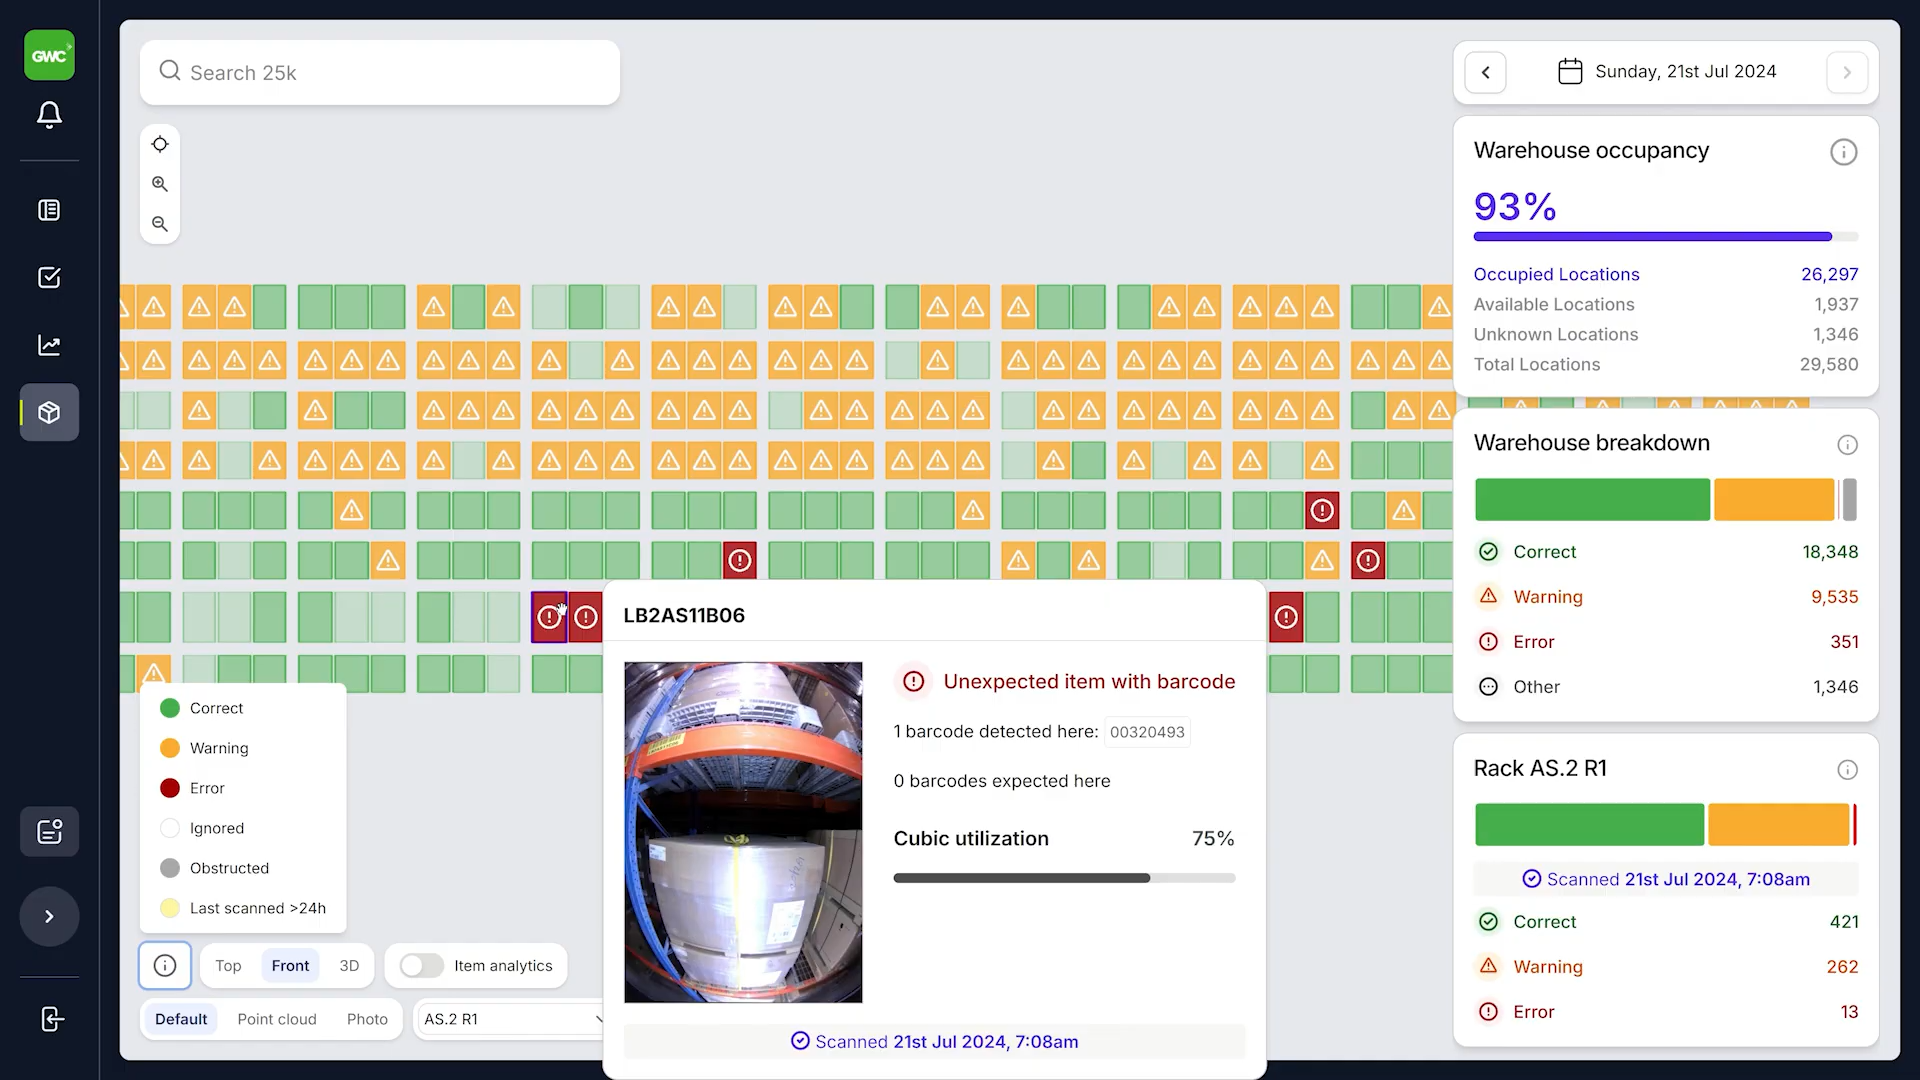 GWC
Search 25k
Sunday, 21st Jul 2024
Warehouse occupancy
93%
Occupied Locations 26,297
Available Locations 1,937
Unknown Locations 1,346
Total Locations 29,580
Warehouse breakdown
Correct 18,348
Warning 9,535
Error 351
Other 1,346
Rack AS.2 R1
Scanned 21st Jul 2024, 7:08am
Correct 421
Warning 262
Error 13
LB2AS11B06
Unexpected item with barcode
1 barcode detected here: 00320493
0 barcodes expected here
Cubic utilization 75%
Scanned 21st Jul 2024, 7:08am
Correct
Warning
Error
Ignored
Obstructed
Last scanned >24h
Top Front 3D Item analytics
Default Point cloud Photo AS.2 R1